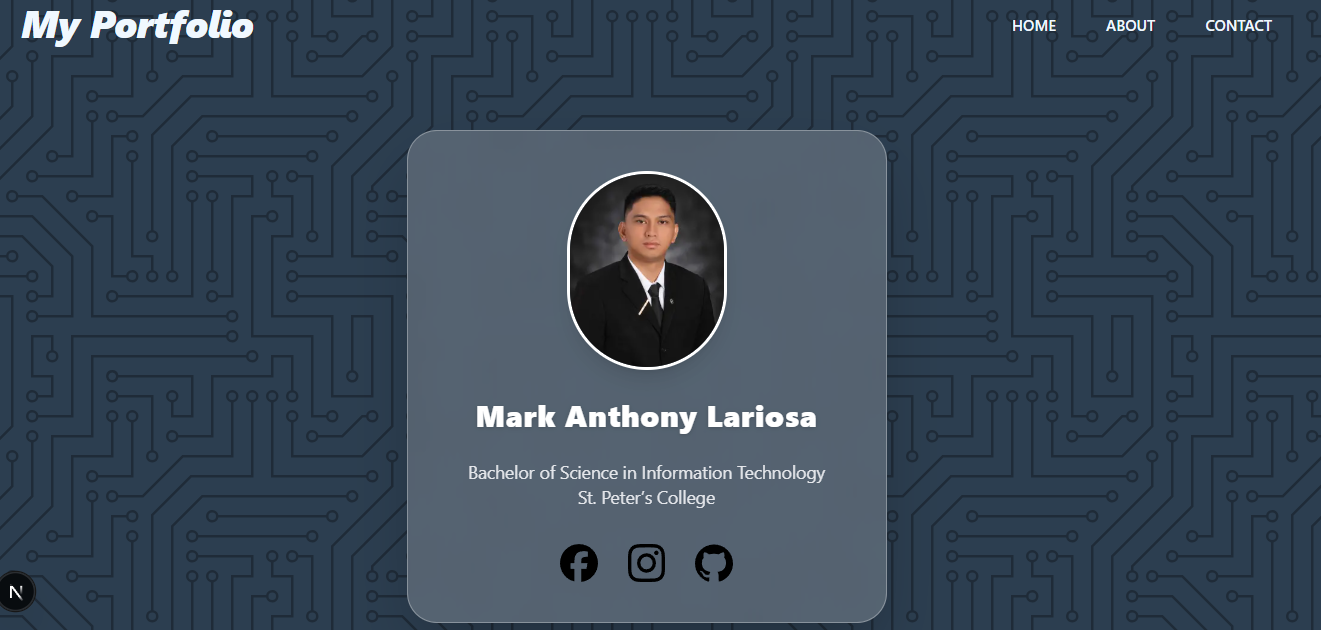 My Portfolio
HOME ABOUT CONTACT
Mark Anthony Lariosa
Bachelor of Science in Information Technology
St. Peter's College
N